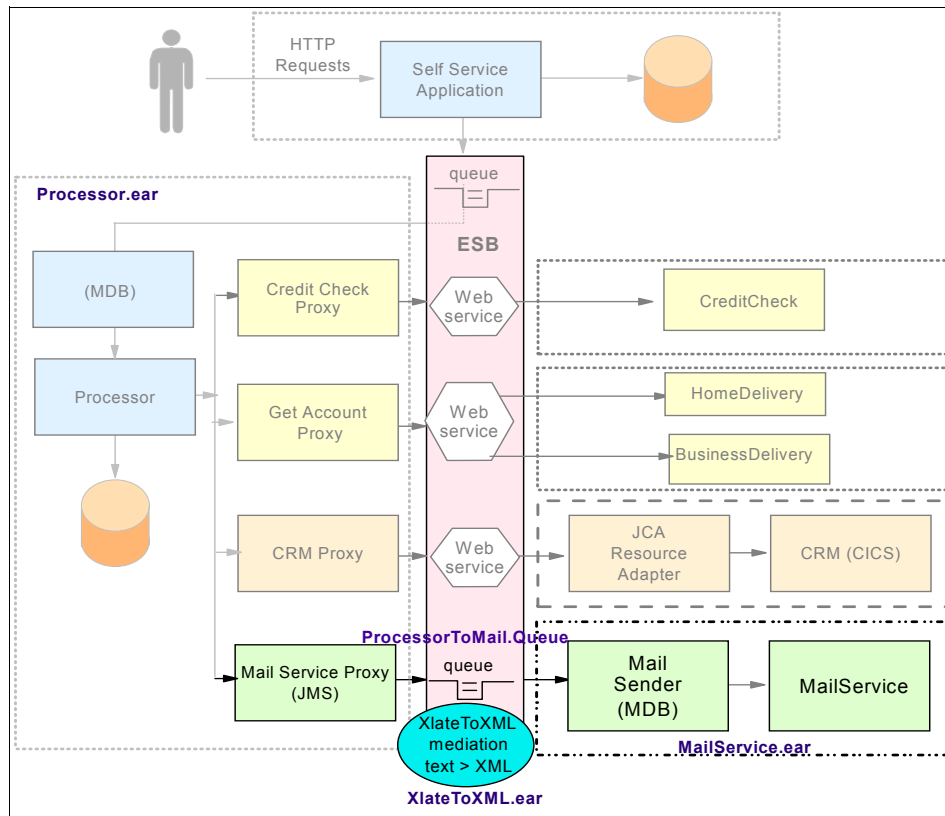 HTTP
Requests
Self Service
Application
queue
Processor.ear
ESB
(MDB)
Credit Check
Proxy
Web
service
CreditCheck
Processor
Get Account
Proxy
Web
service
HomeDelivery
BusinessDelivery
CRM Proxy
Web
service
JCA
Resource
Adapter
CRM (CICS)
ProcessorToMail.Queue
Mail Service Proxy
(JMS)
queue
Mail
Sender
(MDB)
MailService
XlateToXML
mediation
text > XML
MailService.ear
XlateToXML.ear